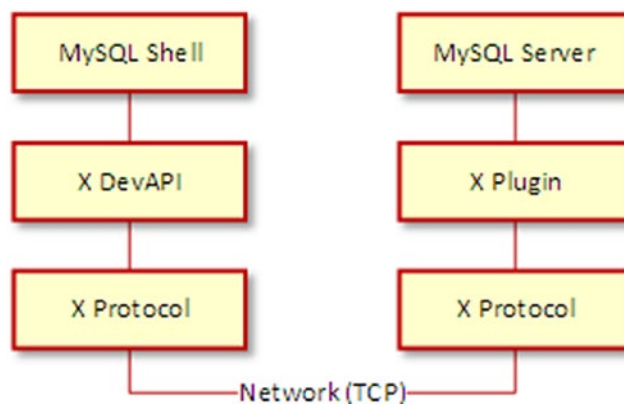 MySQL Shell
MySQL Server
X DevAPI
X Plugin
X Protocol
X Protocol
Network (TCP)